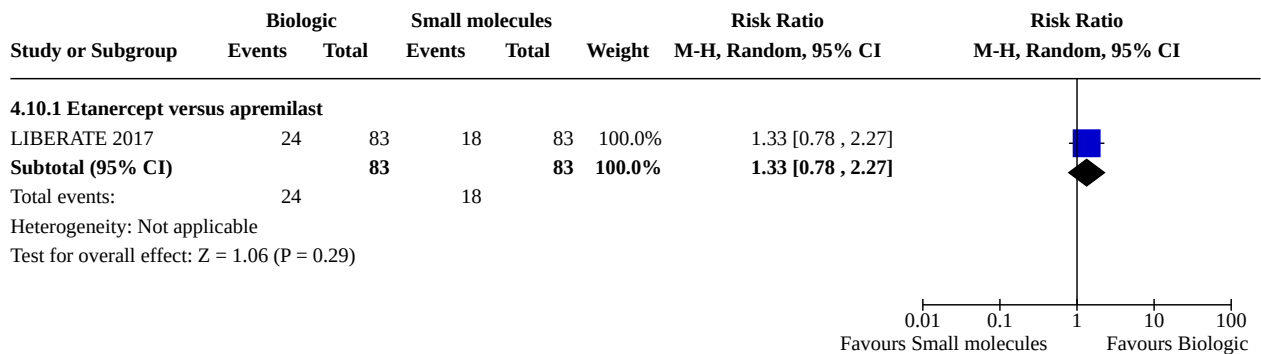 Biologic Small molecules Risk Ratio Risk Ratio
Study or Subgroup Events Total Events Total Weight M-H, Random, 95% CI M-H, Random, 95% CI
4.10.1 Etanercept versus apremilast
LIBERATE 2017 24 83 18 83 100.0% 1.33 [0.78 , 2.27]
Subtotal (95% CI) 83 83 100.0% 1.33 [0.78 , 2.27]
Total events: 24 18
Heterogeneity: Not applicable
Test for overall effect: Z = 1.06 (P = 0.29)
0.01 0.1 1 10 100
Favours Small molecules Favours Biologic